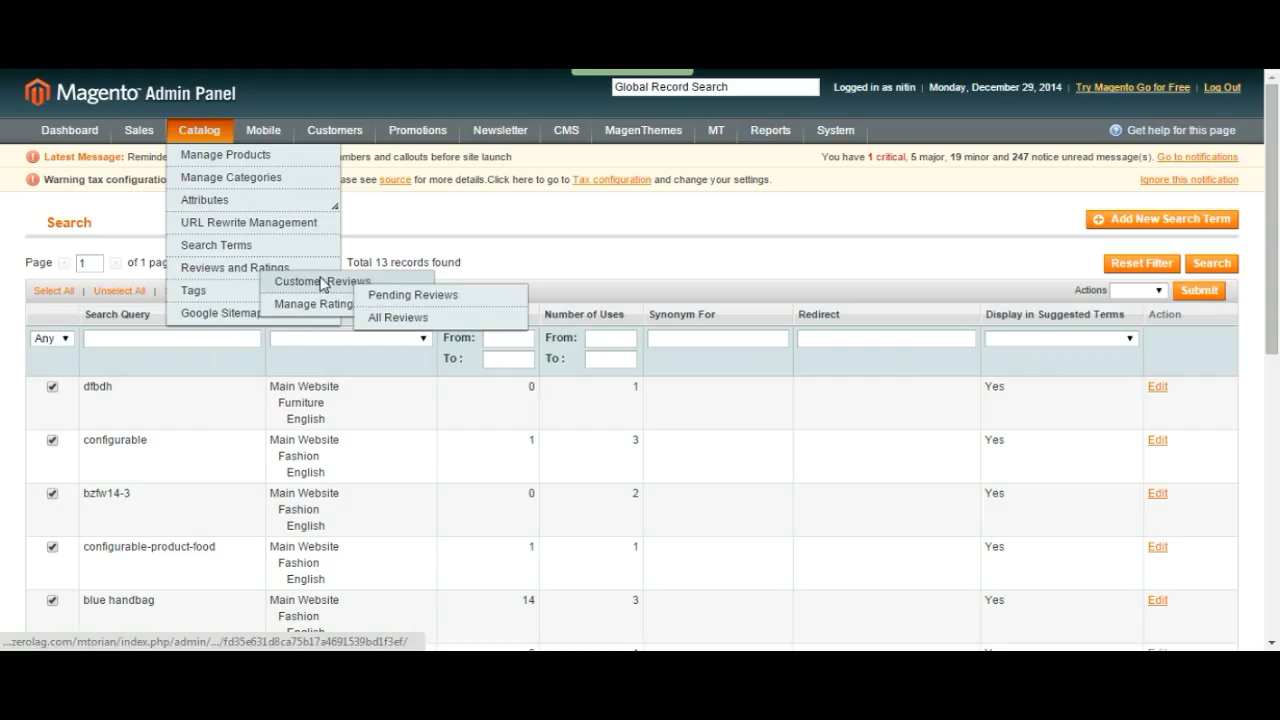 Magento Admin Panel
Global Record Search
Logged in as nitin | Monday, December 29, 2014 | Try Magento Go for Free | Log Out
Dashboard Sales Catalog Mobile Customers Promotions Newsletter CMS MagenThemes MT Reports System
Get help for this page
Latest Message: Reminde
mbers and callouts before site launch
You have 1 critical, 5 major, 19 minor and 247 notice unread message(s). Go to notifications
Warning tax configuratio
ase see source for more details.Click here to go to Tax configuration and change your settings.
Ignore this notification
Manage Products
Manage Categories
Attributes
URL Rewrite Management
Search Terms
Reviews and Ratings
Tags
Google Sitemap
Customer Reviews
Manage Rating
Pending Reviews
All Reviews
Search
Add New Search Term
Page 1 of 1 pag
Total 13 records found
Reset Filter Search
Select All | Unselect All |
Actions Submit
Search Query Number of Uses Synonym For Redirect Display in Suggested Terms Action
Any From: From:
To : To :
dfbdh Main Website 0 1 Yes Edit
Furniture
English
configurable Main Website 1 3 Yes Edit
Fashion
English
bzfw14-3 Main Website 0 2 Yes Edit
Fashion
English
configurable-product-food Main Website 1 1 Yes Edit
Fashion
English
blue handbag Main Website 14 3 Yes Edit
Fashion
...zerolag.com/mtorian/index.php/admin/.../fd35e631d8ca75b17a4691539bd1f3ef/